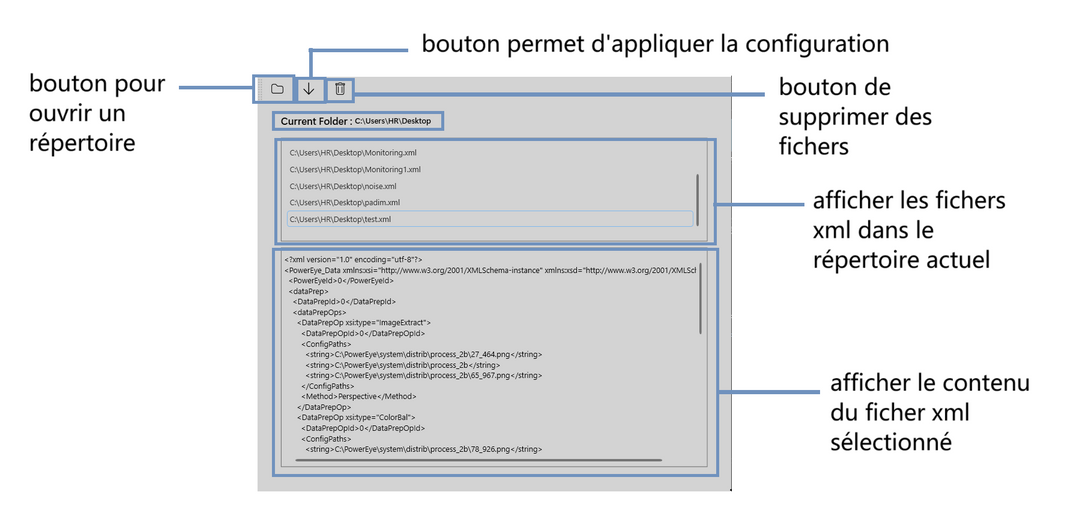 bouton permet d'appliquer la configuration
bouton pour
ouvrir un
répertoire
bouton de
supprimer des
fichiers
Current Folder : C:\Users\HR\Desktop
C:\Users\HR\Desktop\Monitoring.xml
C:\Users\HR\Desktop\Monitoring1.xml
C:\Users\HR\Desktop\noise.xml
C:\Users\HR\Desktop\padim.xml
C:\Users\HR\Desktop\test.xml
afficher les fichiers
xml dans le
répertoire actuel
<?xml version="1.0" encoding="utf-8"?>
<PowerEye_Data xmlns:xsi="http://www.w3.org/2001/XMLSchema-instance" xmlns:xsd="http://www.w3.org/2001/XMLScl
<PowerEyeId>0</PowerEyeId>
<dataPrep>
<DataPrepId>0</DataPrepId>
<dataPrepOps>
<DataPrepOp xsi:type="ImageExtract">
<DataPrepOpId>0</DataPrepOpId>
<ConfigPaths>
<string>C:\PowerEye\system\distrib\process_2b\27_464.png</string>
<string>C:\PowerEye\system\distrib\process_2b</string>
<string>C:\PowerEye\system\distrib\process_2b\65_967.png</string>
</ConfigPaths>
<Method>Perspective</Method>
</DataPrepOp>
<DataPrepOp xsi:type="ColorBal">
<DataPrepOpId>0</DataPrepOpId>
<ConfigPaths>
<string>C:\PowerEye\system\distrib\process_2b\78_926.png</string>
afficher le contenu
du ficher xml
sélectionné